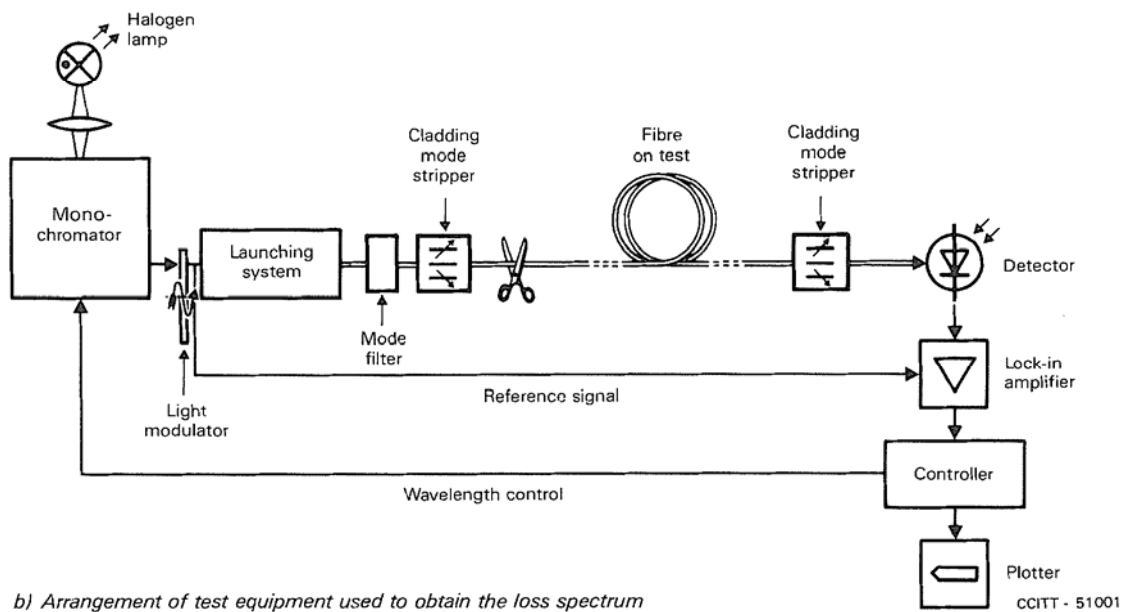 Halogen
lamp
Mono-
chromator
Launching
system
Cladding
mode
stripper
Fibre
on test
Cladding
mode
stripper
Detector
Mode
filter
Light
modulator
Reference signal
Lock-in
amplifier
Wavelength control
Controller
Plotter
b) Arrangement of test equipment used to obtain the loss spectrum
CCITT - 51001